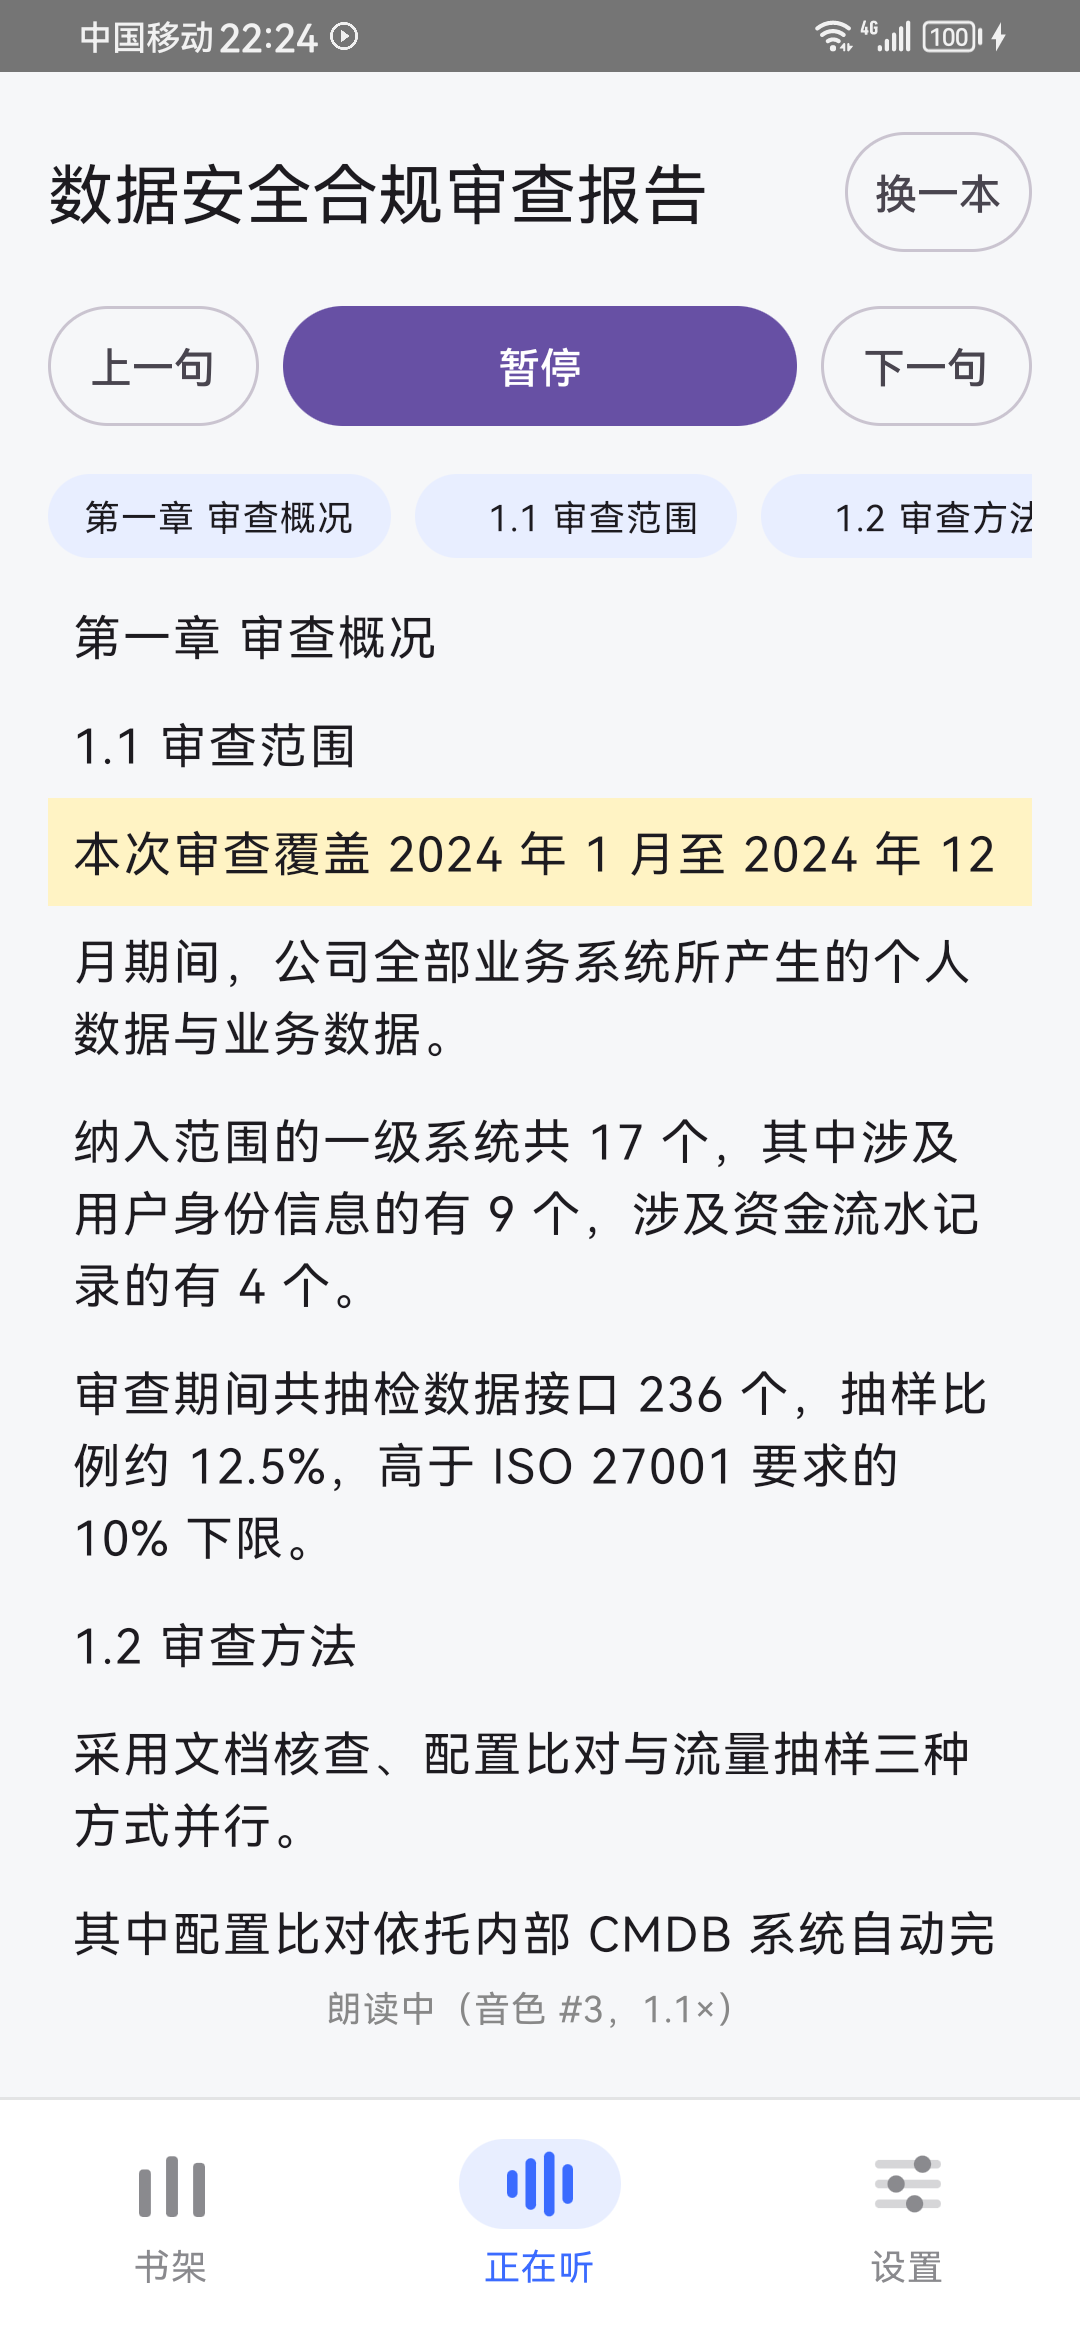 中国移动 22:24 4G 100
数据安全合规审查报告
换一本
上一句 暂停 下一句
第一章 审查概况 1.1 审查范围 1.2 审查方法
第一章 审查概况
1.1 审查范围
本次审查覆盖 2024 年 1 月至 2024 年 12
月期间，公司全部业务系统所产生的个人
数据与业务数据。
纳入范围的一级系统共 17 个，其中涉及
用户身份信息的有 9 个，涉及资金流水记
录的有 4 个。
审查期间共抽检数据接口 236 个，抽样比
例约 12.5%，高于 ISO 27001 要求的
10% 下限。
1.2 审查方法
采用文档核查、配置比对与流量抽样三种
方式并行。
其中配置比对依托内部 CMDB 系统自动完
朗读中（音色 #3，1.1×）
书架 正在听 设置